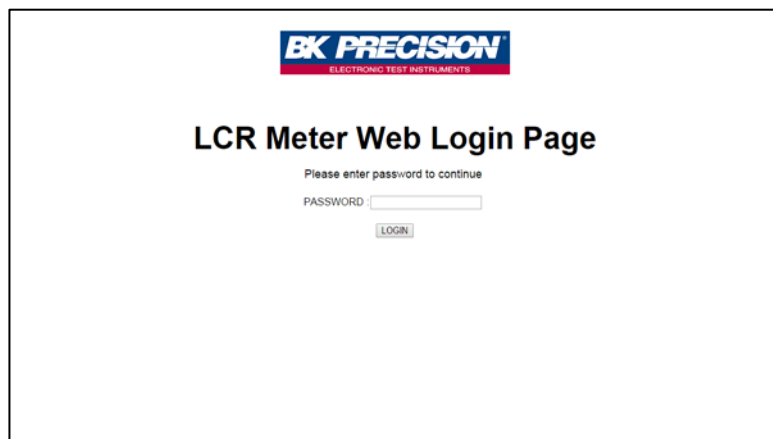 BK PRECISION®
ELECTRONIC TEST INSTRUMENTS
LCR Meter Web Login Page
Please enter password to continue
PASSWORD :
LOGIN